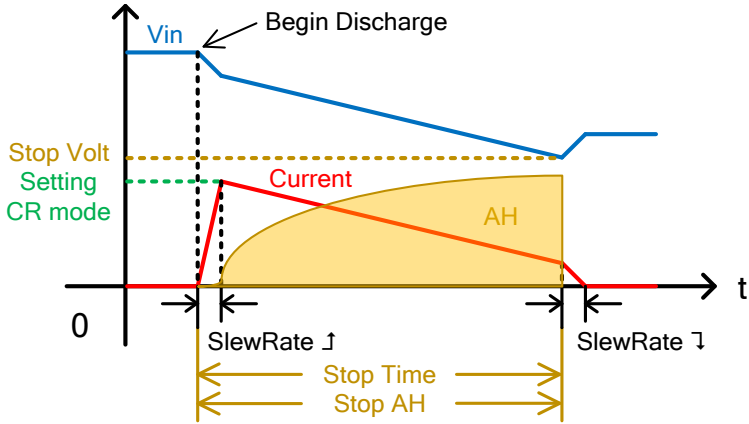 Vin
Begin Discharge
Stop Volt
Setting
CR mode
Current
AH
t
0
SlewRate ↥
SlewRate ↴
Stop Time
Stop AH